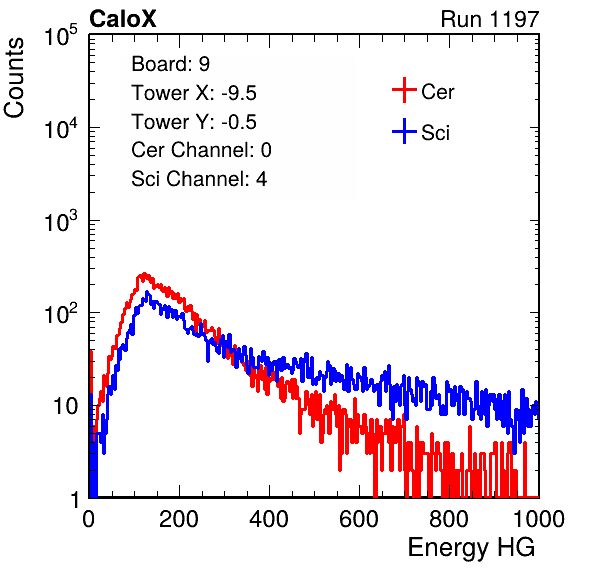 CaloX Run 1197
Counts
10^5
10^4
10^3
10^2
10
1
Board: 9
Tower X: -9.5
Tower Y: -0.5
Cer Channel: 0
Sci Channel: 4
Cer
Sci
0 200 400 600 800 1000
Energy HG